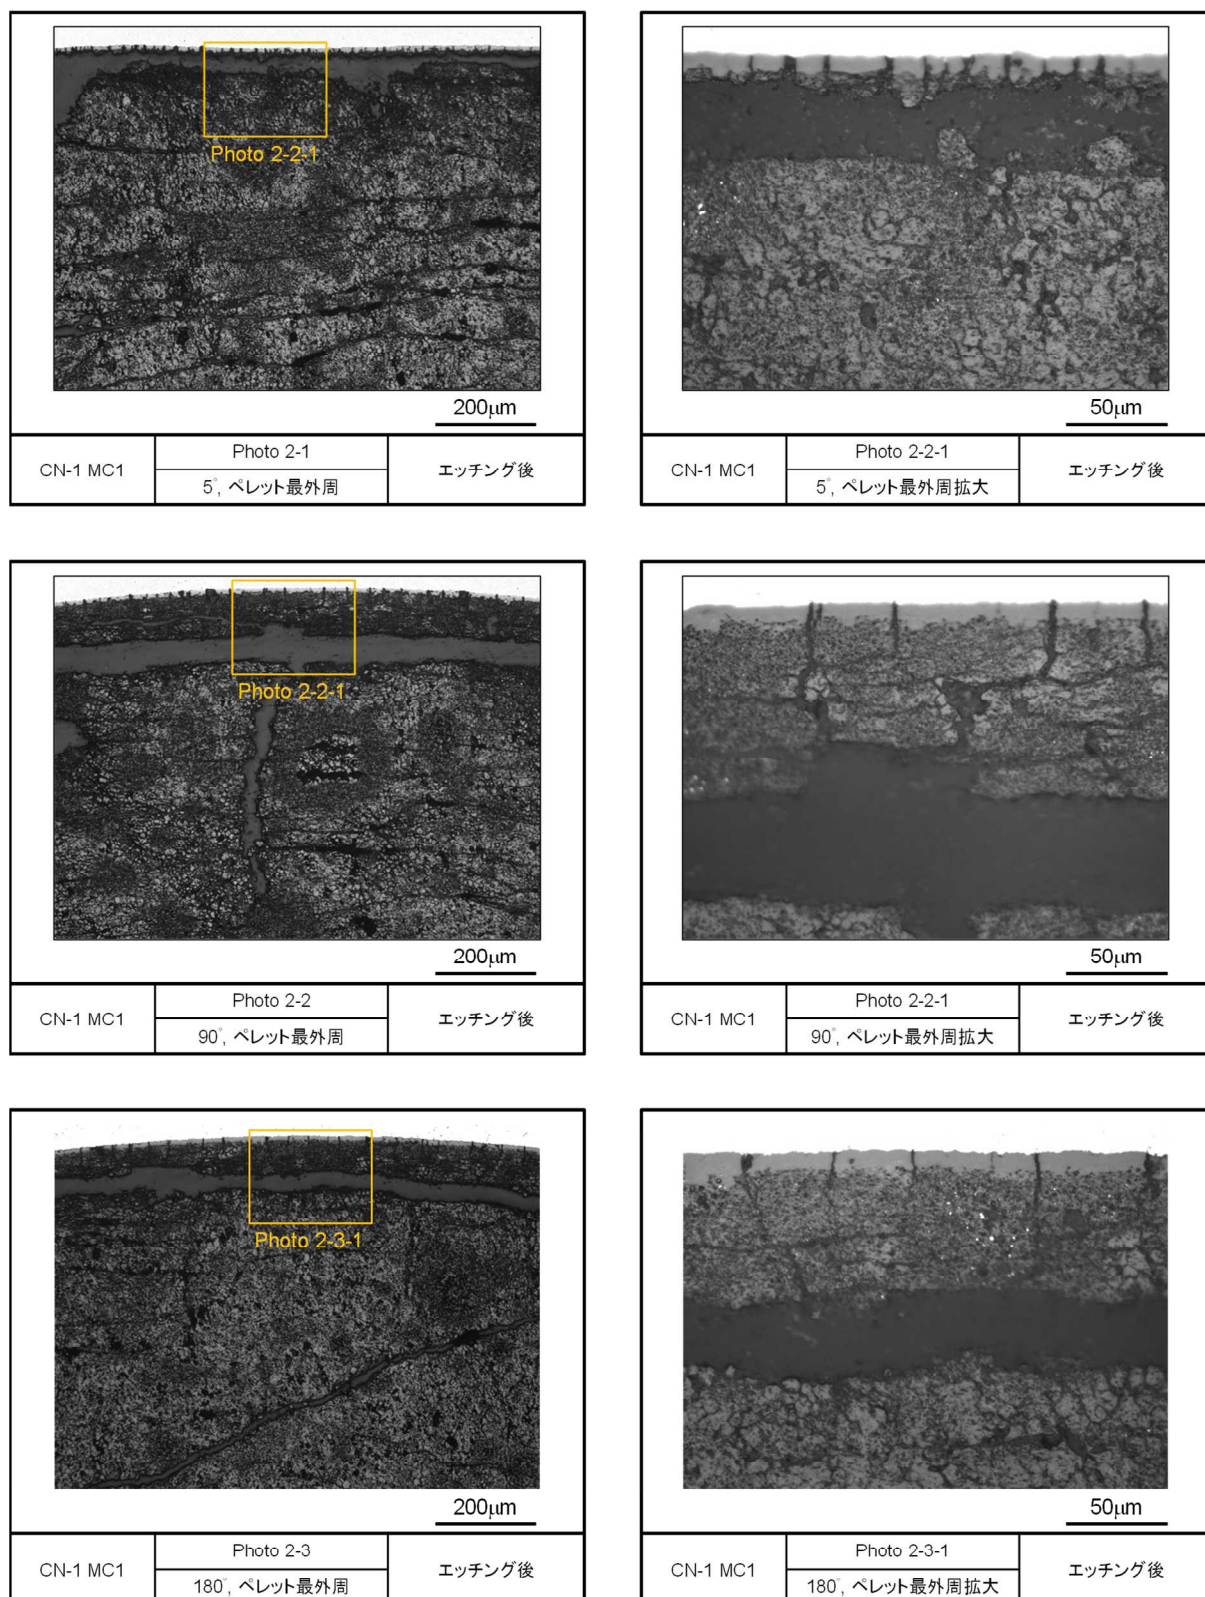 Photo 2-2-1
200μm
50μm
CN-1 MC1
Photo 2-1
5°, ペレット最外周
エッチング後
CN-1 MC1
Photo 2-2-1
5°, ペレット最外周拡大
エッチング後
Photo 2-2-1
200μm
50μm
CN-1 MC1
Photo 2-2
90°, ペレット最外周
エッチング後
CN-1 MC1
Photo 2-2-1
90°, ペレット最外周拡大
エッチング後
Photo 2-3-1
200μm
50μm
CN-1 MC1
Photo 2-3
180°, ペレット最外周
エッチング後
CN-1 MC1
Photo 2-3-1
180°, ペレット最外周拡大
エッチング後